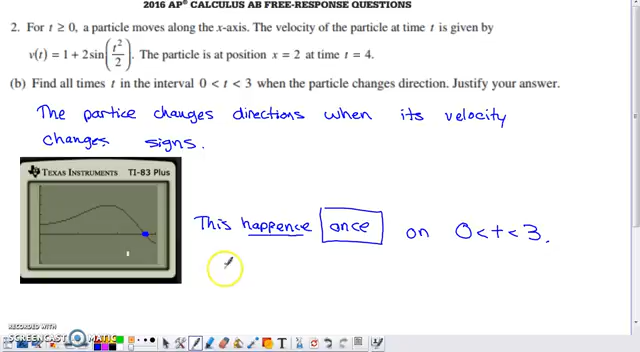 2016 AP® CALCULUS AB FREE-RESPONSE QUESTIONS
2. For t ≥ 0, a particle moves along the x-axis. The velocity of the particle at time t is given by
v(t) = 1 + 2 sin(t²/2). The particle is at position x = 2 at time t = 4.
(b) Find all times t in the interval 0 < t < 3 when the particle changes direction. Justify your answer.
The partice changes directions when its velocity
changes signs.
TEXAS INSTRUMENTS TI-83 Plus
This happence once on 0 < t < 3.
RECORDED WITH
SCREENCAST MATIC
T